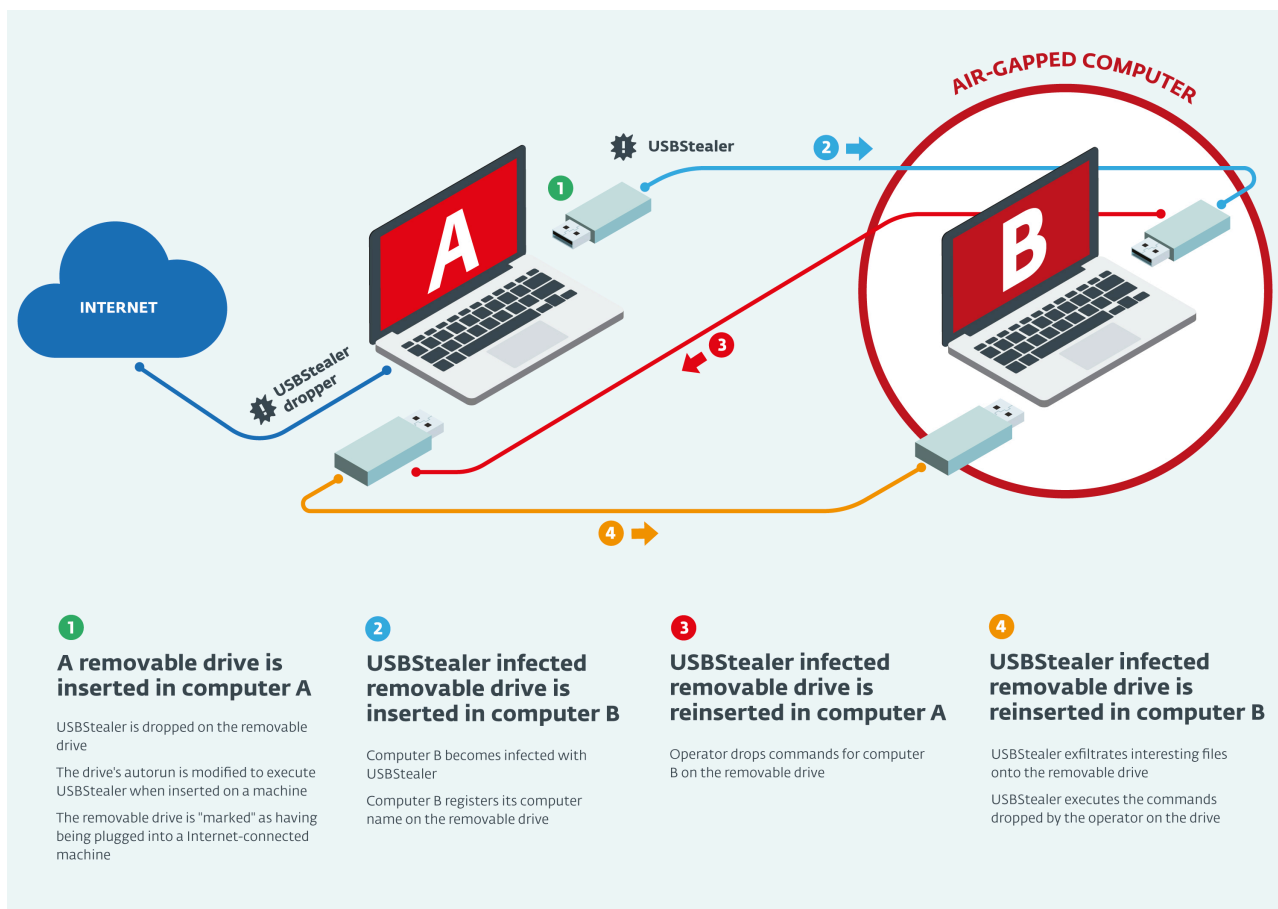 AIR-GAPPED COMPUTER
USBStealer
2
1
A
B
INTERNET
3
USBStealer
dropper
4
1
A removable drive is
inserted in computer A
USBStealer is dropped on the removable
drive
The drive's autorun is modified to execute
USBStealer when inserted on a machine
The removable drive is "marked" as having
being plugged into a Internet-connected
machine
2
USBStealer infected
removable drive is
inserted in computer B
Computer B becomes infected with
USBStealer
Computer B registers its computer
name on the removable drive
3
USBStealer infected
removable drive is
reinserted in computer A
Operator drops commands for computer
B on the removable drive
4
USBStealer infected
removable drive is
reinserted in computer B
USBStealer exfiltrates interesting files
onto the removable drive
USBStealer executes the commands
dropped by the operator on the drive